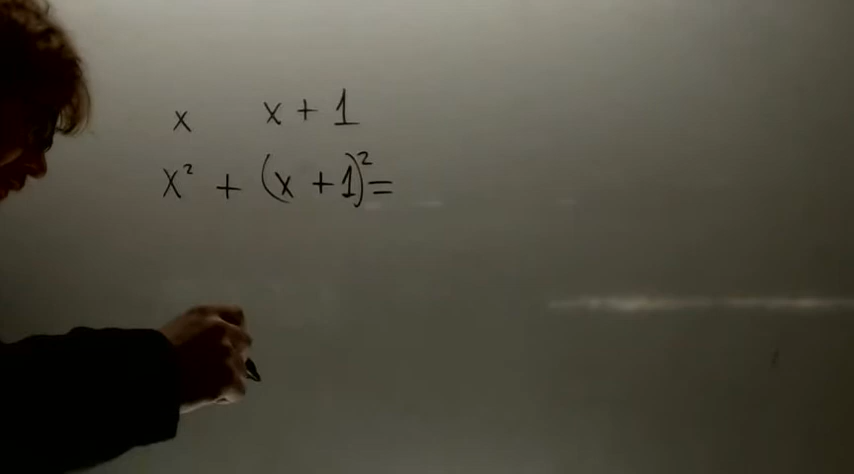 x x + 1
x² + (x + 1)² =